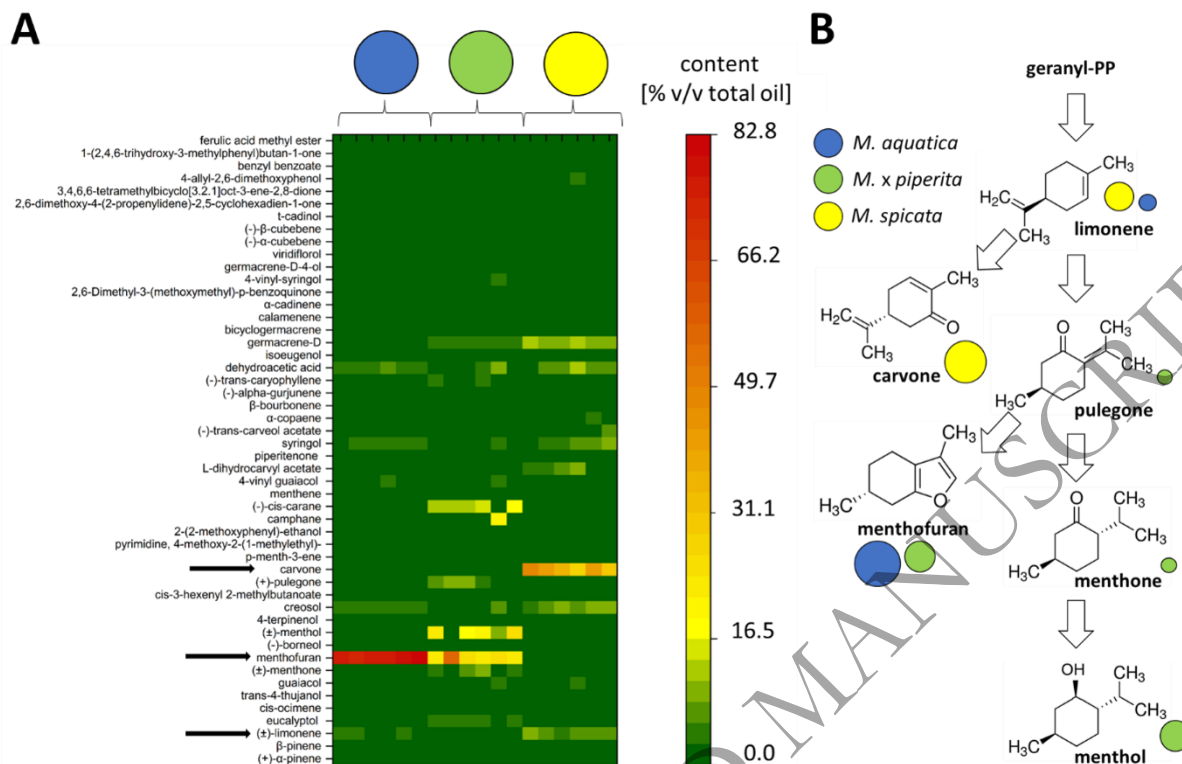 A
B
content
[% v/v total oil]
82.8
66.2
49.7
31.1
16.5
0.0
ferulic acid methyl ester
1-(2,4,6-trihydroxy-3-methylphenyl)butan-1-one
benzyl benzoate
4-allyl-2,6-dimethoxyphenol
3,4,6,6-tetramethylbicyclo[3.2.1]oct-3-ene-2,8-dione
2,6-dimethoxy-4-(2-propenylidene)-2,5-cyclohexadien-1-one
t-cadinol
(-)-β-cubebene
(-)-α-cubebene
viridiflorol
germacrene-D-4-ol
4-vinyl-syringol
2,6-Dimethyl-3-(methoxymethyl)-p-benzoquinone
α-cadinene
calamenene
bicyclogermacrene
germacrene-D
isoeugenol
dehydroacetic acid
(-)-trans-caryophyllene
(-)-alpha-gurjunene
β-bourbonene
α-copaene
(-)-trans-carveol acetate
syringol
piperitenone
L-dihydrocarvyl acetate
4-vinyl guaiacol
menthene
(-)-cis-carane
camphane
2-(2-methoxyphenyl)-ethanol
pyrimidine, 4-methoxy-2-(1-methylethyl)-
p-menth-3-ene
carvone
(+)-pulegone
cis-3-hexenyl 2-methylbutanoate
creosol
4-terpinenol
(±)-menthol
(-)-borneol
menthofuran
(±)-menthone
guaiacol
trans-4-thujanol
cis-ocimene
eucalyptol
(±)-limonene
β-pinene
(+)-α-pinene
M. aquatica
M. x piperita
M. spicata
geranyl-PP
CH₃
H₂C
CH₃
limonene
CH₃
H₂C
O
CH₃
carvone
O
CH₃
CH₃
H₃C
pulegone
CH₃
O
H₃C
menthofuran
O
CH₃
CH₃
H₃C
menthone
OH
CH₃
CH₃
H₃C
menthol
MANUSCRI